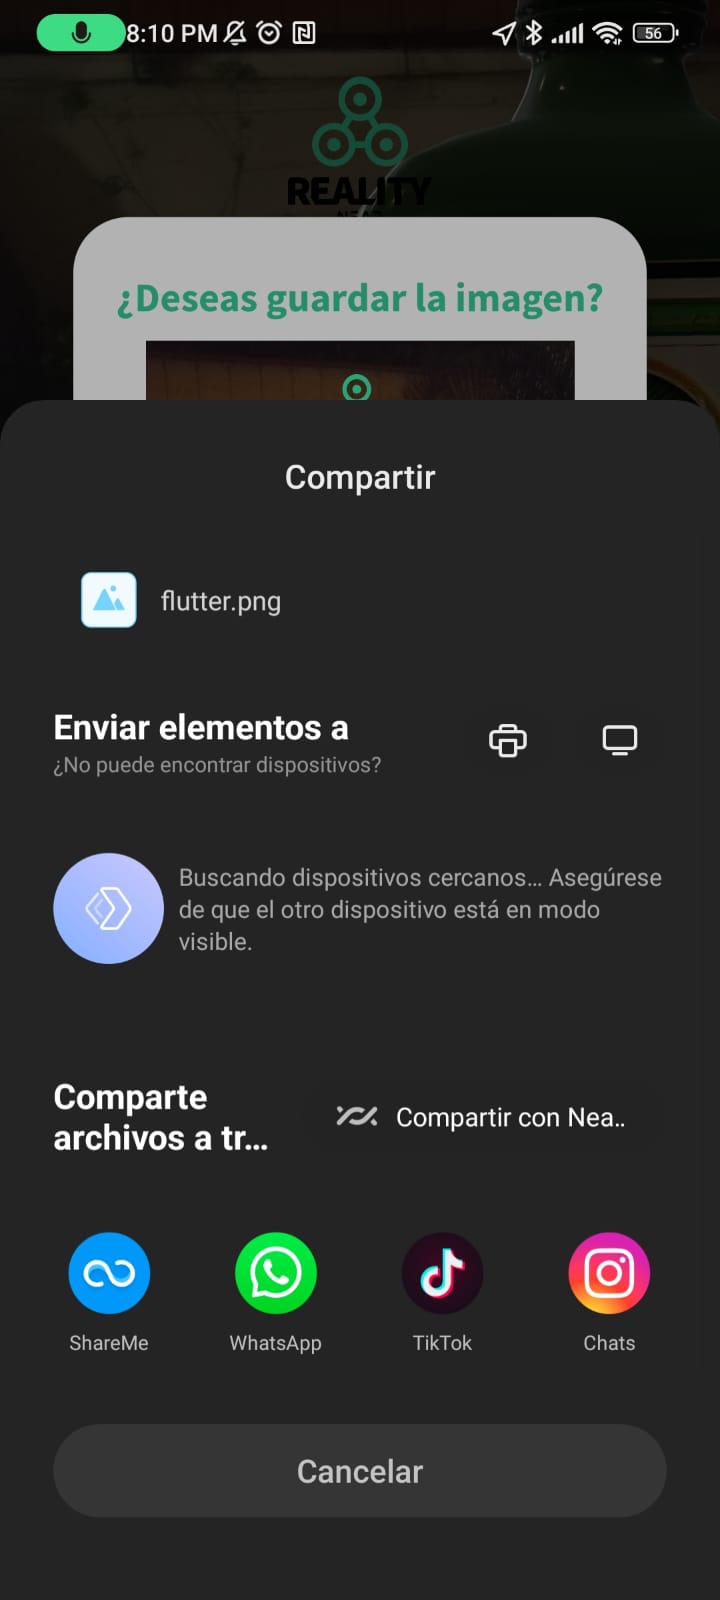 8:10 PM
56
REALITY
¿Deseas guardar la imagen?
Compartir
flutter.png
Enviar elementos a
¿No puede encontrar dispositivos?
Buscando dispositivos cercanos... Asegúrese
de que el otro dispositivo está en modo
visible.
Comparte
archivos a tr...
Compartir con Nea..
ShareMe
WhatsApp
TikTok
Chats
Cancelar